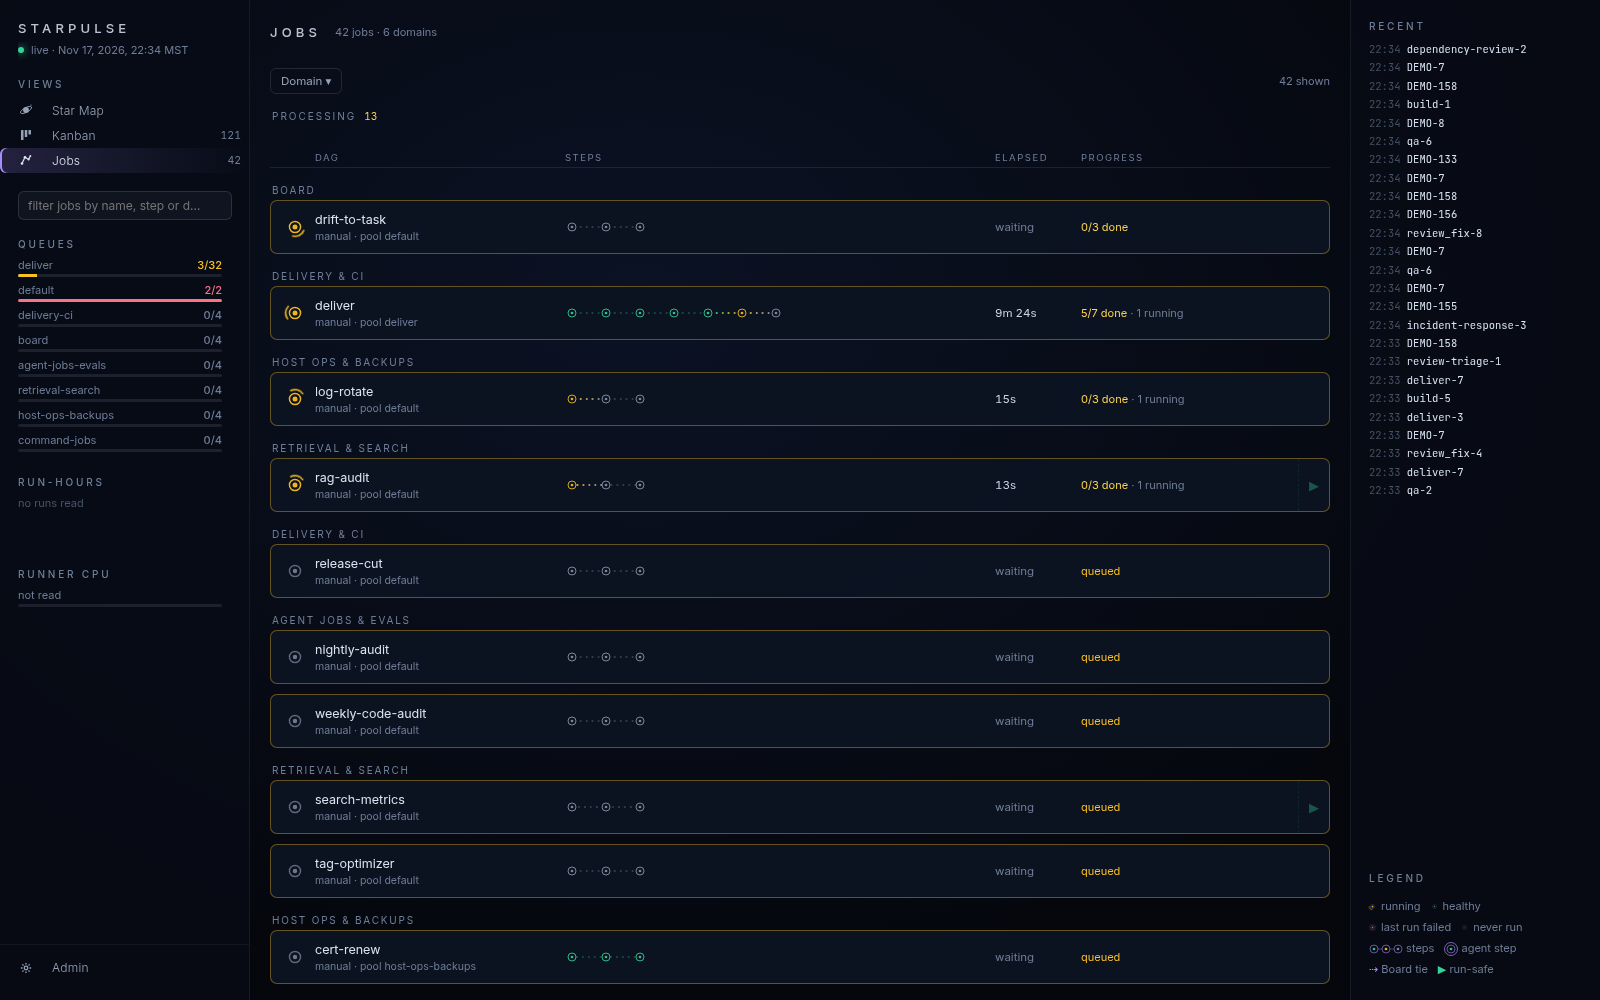 STARPULSE
live · Nov 17, 2026, 22:34 MST
VIEWS
Star Map
Kanban 121
Jobs 42
filter jobs by name, step or d...
QUEUES
deliver 3/32
default 2/2
delivery-ci 0/4
board 0/4
agent-jobs-evals 0/4
retrieval-search 0/4
host-ops-backups 0/4
command-jobs 0/4
RUN-HOURS
no runs read
RUNNER CPU
not read
Admin
JOBS 42 jobs · 6 domains
Domain ▾ 42 shown
PROCESSING 13
DAG STEPS ELAPSED PROGRESS
BOARD
drift-to-task
manual · pool default
waiting 0/3 done
DELIVERY & CI
deliver
manual · pool deliver
9m 24s 5/7 done · 1 running
HOST OPS & BACKUPS
log-rotate
manual · pool default
15s 0/3 done · 1 running
RETRIEVAL & SEARCH
rag-audit
manual · pool default
13s 0/3 done · 1 running
DELIVERY & CI
release-cut
manual · pool default
waiting queued
AGENT JOBS & EVALS
nightly-audit
manual · pool default
waiting queued
weekly-code-audit
manual · pool default
waiting queued
RETRIEVAL & SEARCH
search-metrics
manual · pool default
waiting queued
tag-optimizer
manual · pool default
waiting queued
HOST OPS & BACKUPS
cert-renew
manual · pool host-ops-backups
waiting queued
RECENT
22:34 dependency-review-2
22:34 DEMO-7
22:34 DEMO-158
22:34 build-1
22:34 DEMO-8
22:34 qa-6
22:34 DEMO-133
22:34 DEMO-7
22:34 DEMO-158
22:34 DEMO-156
22:34 review_fix-8
22:34 DEMO-7
22:34 qa-6
22:34 DEMO-7
22:34 DEMO-155
22:34 incident-response-3
22:33 DEMO-158
22:33 review-triage-1
22:33 deliver-7
22:33 build-5
22:33 deliver-3
22:33 DEMO-7
22:33 review_fix-4
22:33 deliver-7
22:33 qa-2
LEGEND
running healthy
last run failed never run
steps agent step
Board tie run-safe